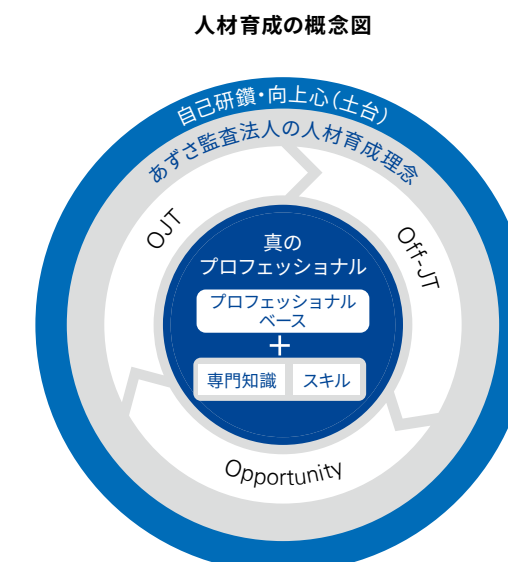 人材育成の概念図
自己研鑽・向上心（土台）
あずさ監査法人の人材育成理念
OJT
Off-JT
真の
プロフェッショナル
プロフェッショナル
ベース
＋
専門知識 スキル
Opportunity